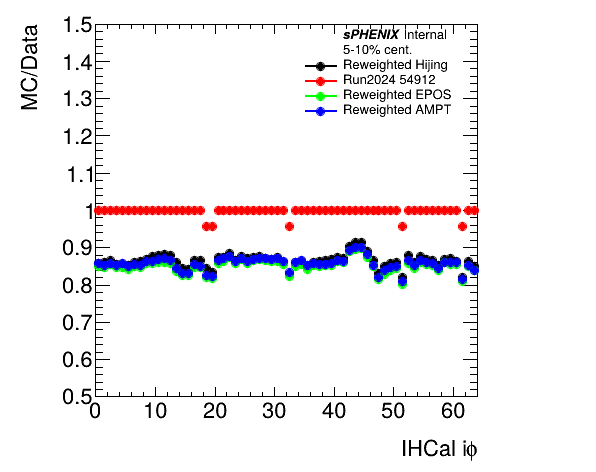 MC/Data
1.5
1.4
1.3
1.2
1.1
1
0.9
0.8
0.7
0.6
0.5
sPHENIX Internal
5-10% cent.
Reweighted Hijing
Run2024 54912
Reweighted EPOS
Reweighted AMPT
0 10 20 30 40 50 60
IHCal iϕ